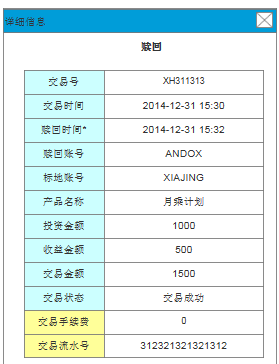 详细信息
赎回
交易号 XH311313
交易时间 2014-12-31 15:30
赎回时间* 2014-12-31 15:32
赎回账号 ANDOX
标地账号 XIAJING
产品名称 月乘计划
投资金额 1000
收益金额 500
交易金额 1500
交易状态 交易成功
交易手续费 0
交易流水号 312321321321312